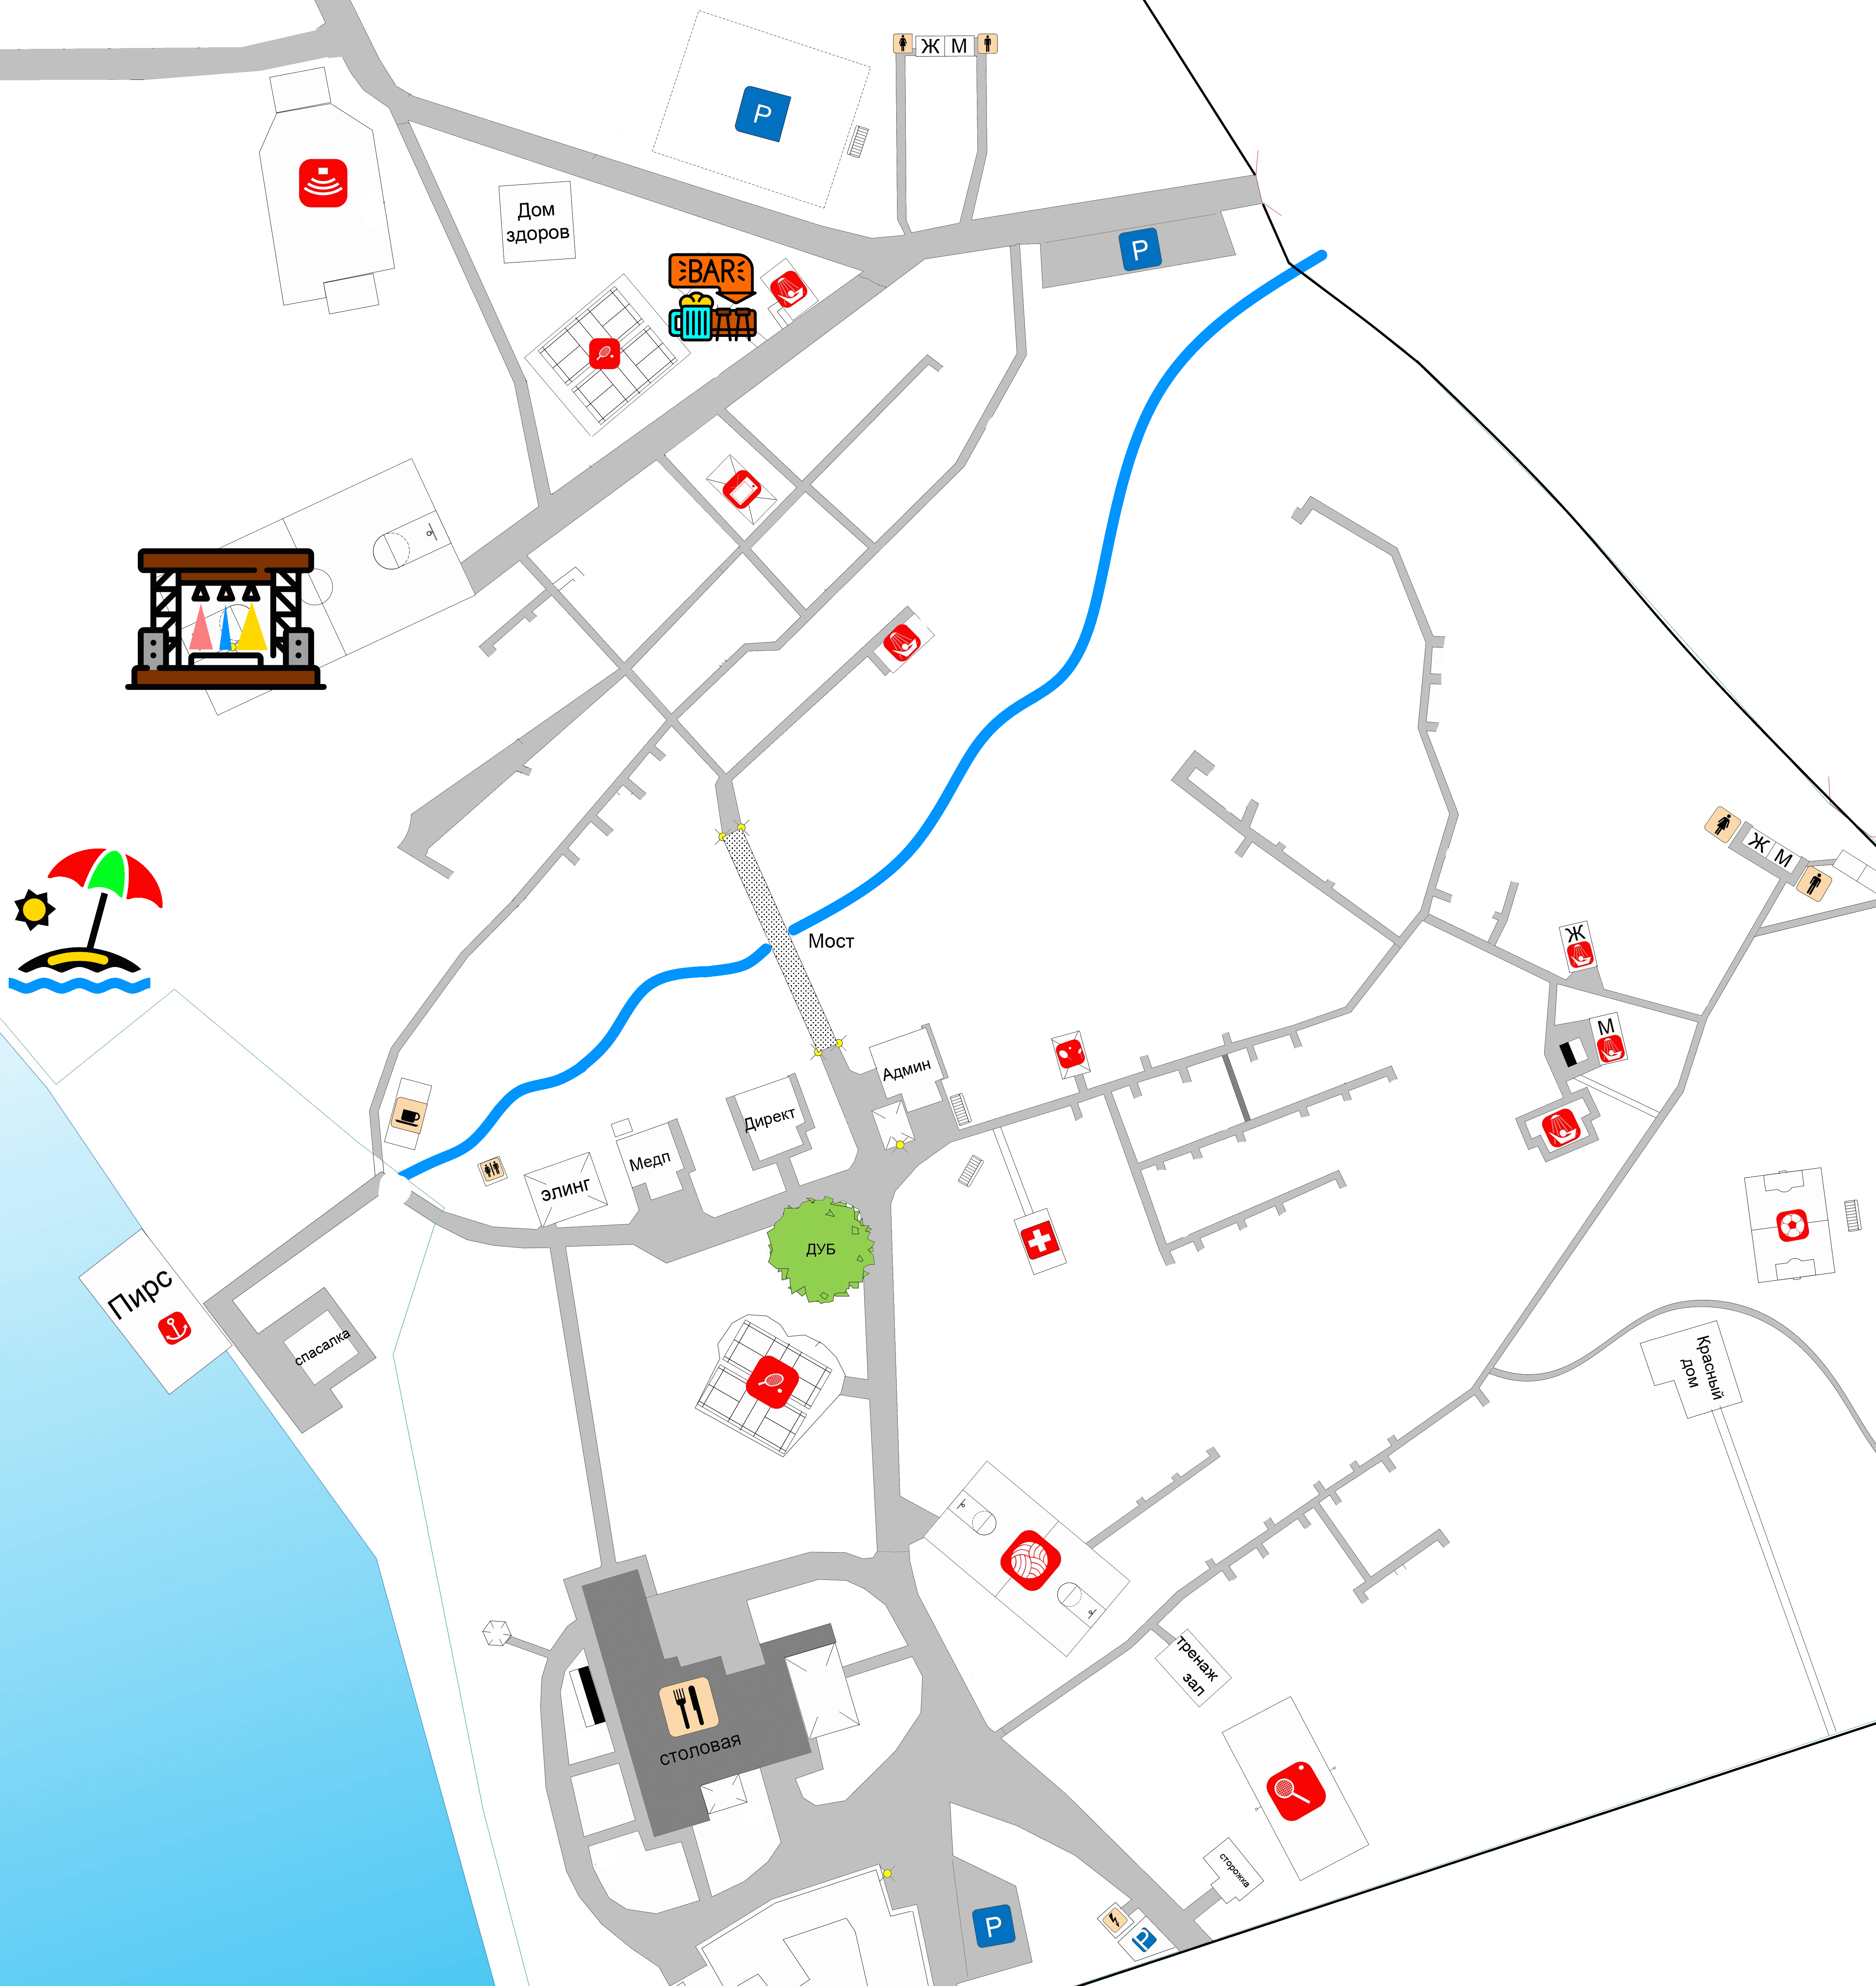 Ж М
P
Дом
здоров
P
BAR
Мост
Ж М
Ж
М
Админ
Директ
Медп
элинг
ДУБ
Пирс
спасалка
Красный
дом
тренаж
зал
столовая
сторожка
P
P